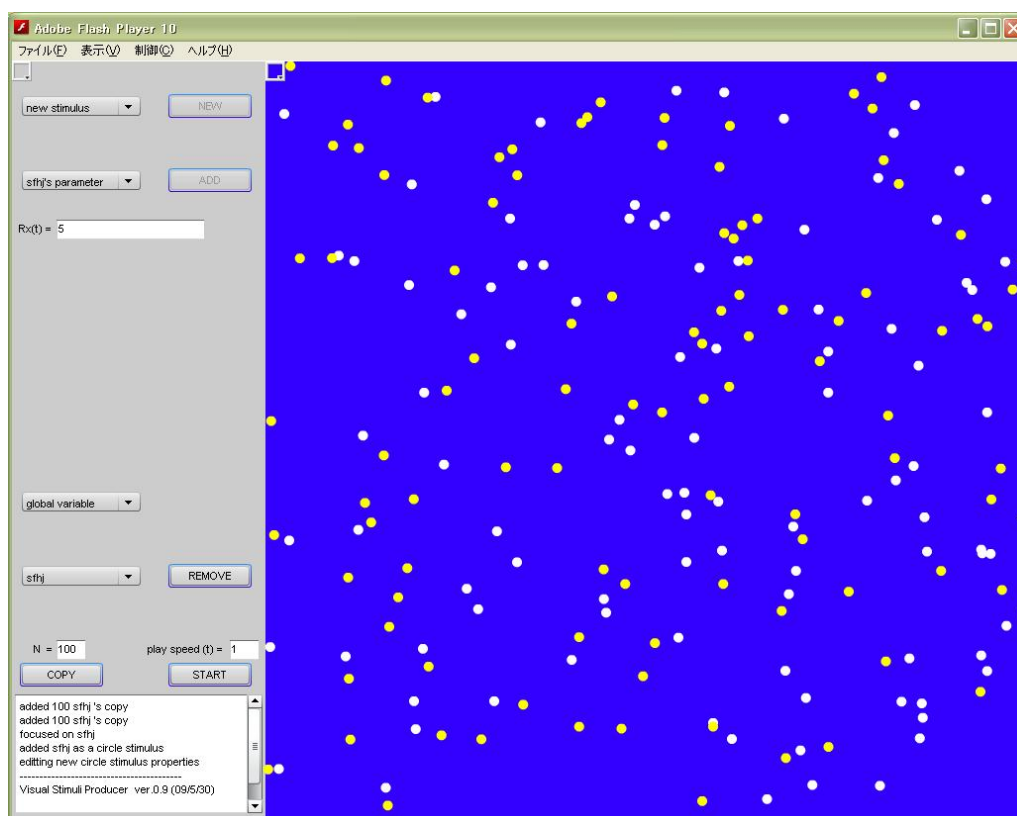 Adobe Flash Player 10
ファイル(F) 表示(V) 制御(C) ヘルプ(H)
new stimulus NEW
sfhj's parameter ADD
Rx(t) = 5
global variable
sfhj REMOVE
N = 100 play speed (t) = 1
COPY START
added 100 sfhj 's copy
added 100 sfhj 's copy
focused on sfhj
added sfhj as a circle stimulus
editting new circle stimulus properties
------------------------------------------
Visual Stimuli Producer ver.0.9 (09/5/30)